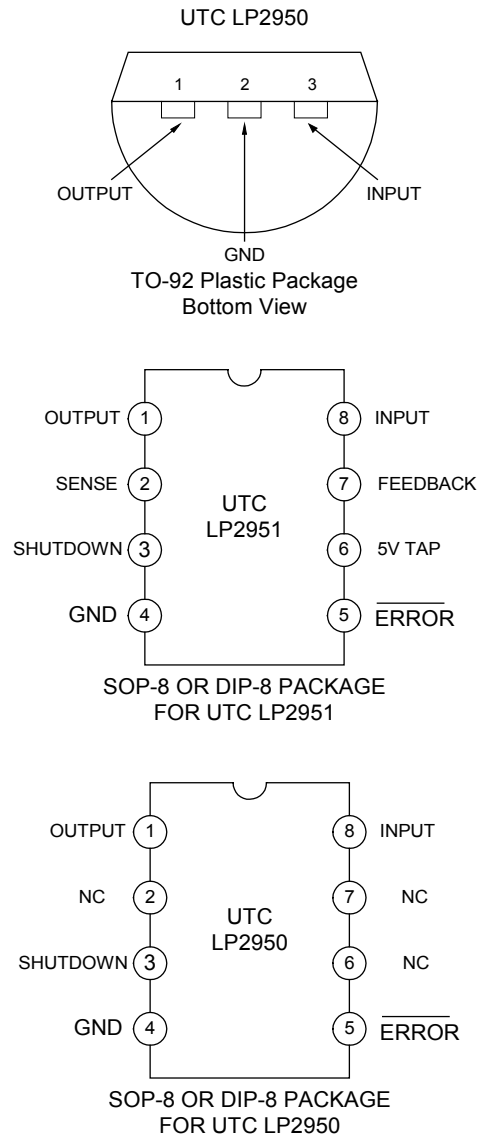 UTC LP2950
1 2 3
OUTPUT INPUT
GND
TO-92 Plastic Package
Bottom View
OUTPUT 1 8 INPUT
SENSE 2 7 FEEDBACK
UTC
LP2951
SHUTDOWN 3 6 5V TAP
GND 4 5 ERROR
SOP-8 OR DIP-8 PACKAGE
FOR UTC LP2951
OUTPUT 1 8 INPUT
NC 2 7 NC
UTC
LP2950
SHUTDOWN 3 6 NC
GND 4 5 ERROR
SOP-8 OR DIP-8 PACKAGE
FOR UTC LP2950